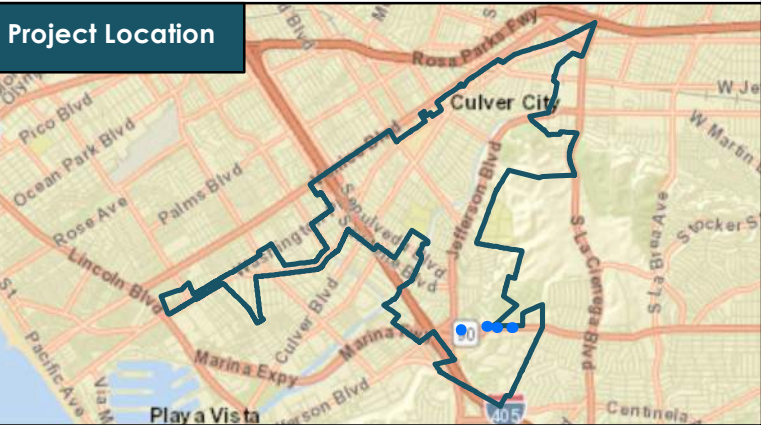 Project Location
Rosa Parks Fwy
Culver City
W Je
W Martin L
Pico Blvd
Ocean Park Blvd
Palms Blvd
Rose Ave
Lincoln Blvd
Sepulveda Blvd
Jefferson Blvd
S La Cienega Blvd
S La Brea Ave
Stocker S
Culver Blvd
Marina Expy
90
Pacific Ave
Via M
Playa Vista
fferson Blvd
405
Centinela
St